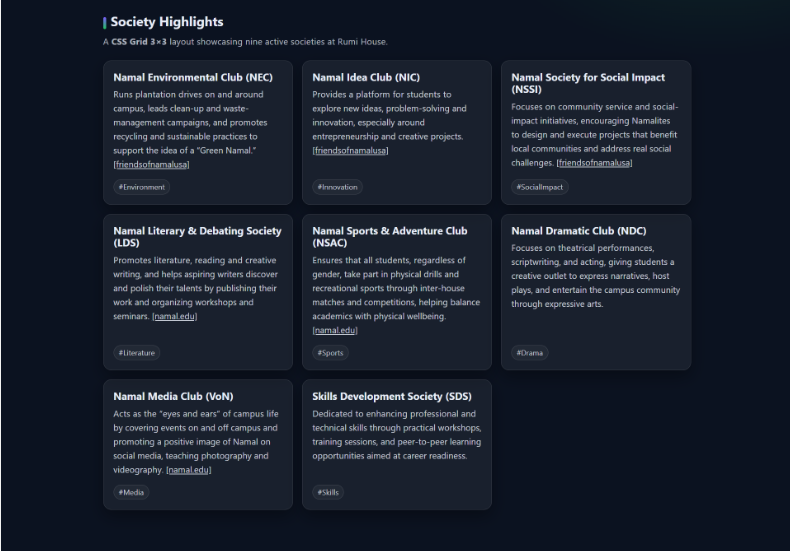 Society Highlights
A CSS Grid 3×3 layout showcasing nine active societies at Rumi House.
Namal Environmental Club (NEC)
Runs plantation drives on and around
campus, leads clean-up and waste-
management campaigns, and promotes
recycling and sustainable practices to
support the idea of a “Green Namal.”
[friendsofnamalusa]
#Environment
Namal Idea Club (NIC)
Provides a platform for students to
explore new ideas, problem-solving and
innovation, especially around
entrepreneurship and creative projects.
[friendsofnamalusa]
#Innovation
Namal Society for Social Impact
(NSSI)
Focuses on community service and social-
impact initiatives, encouraging Namalites
to design and execute projects that benefit
local communities and address real social
challenges. [friendsofnamalusa]
#SocialImpact
Namal Literary & Debating Society
(LDS)
Promotes literature, reading and creative
writing, and helps aspiring writers discover
and polish their talents by publishing their
work and organizing workshops and
seminars. [namal.edu]
#Literature
Namal Sports & Adventure Club
(NSAC)
Ensures that all students, regardless of
gender, take part in physical drills and
recreational sports through inter-house
matches and competitions, helping balance
academics with physical wellbeing.
[namal.edu]
#Sports
Namal Dramatic Club (NDC)
Focuses on theatrical performances,
scriptwriting, and acting, giving students a
creative outlet to express narratives, host
plays, and entertain the campus community
through expressive arts.
#Drama
Namal Media Club (VoN)
Acts as the “eyes and ears” of campus life
by covering events on and off campus and
promoting a positive image of Namal on
social media, teaching photography and
videography. [namal.edu]
#Media
Skills Development Society (SDS)
Dedicated to enhancing professional and
technical skills through practical workshops,
training sessions, and peer-to-peer learning
opportunities aimed at career readiness.
#Skills